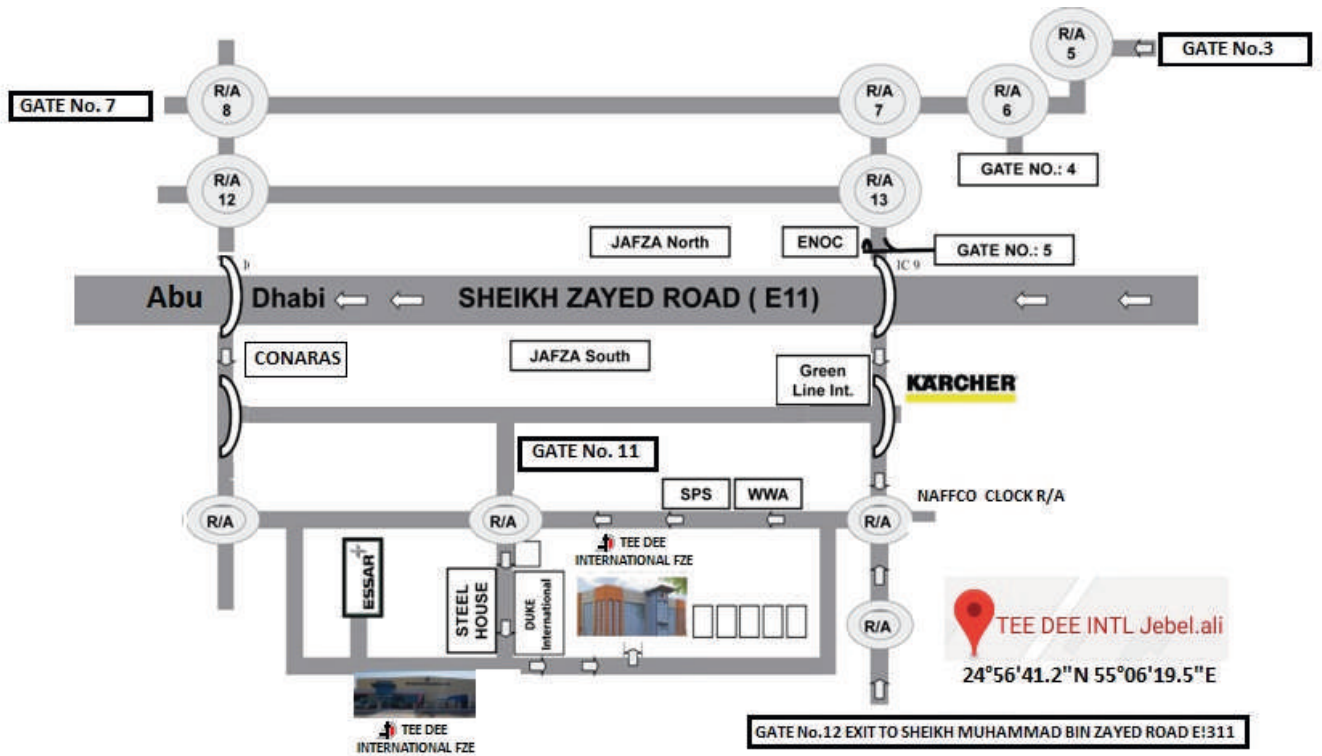 R/A
5
GATE No.3
GATE No. 7
R/A
8
R/A
7
R/A
6
GATE NO.: 4
R/A
12
R/A
13
JAFZA North
ENOC
GATE NO.: 5
IC 9
Abu Dhabi
SHEIKH ZAYED ROAD ( E11)
CONARAS
JAFZA South
Green
Line Int.
KÄRCHER
GATE No. 11
SPS
WWA
NAFFCO CLOCK R/A
R/A
R/A
R/A
TEE DEE
INTERNATIONAL FZE
ESSAR
STEEL
HOUSE
DUKE
International
R/A
TEE DEE INTL Jebel.ali
24°56'41.2"N 55°06'19.5"E
TEE DEE
INTERNATIONAL FZE
GATE No.12 EXIT TO SHEIKH MUHAMMAD BIN ZAYED ROAD E!311